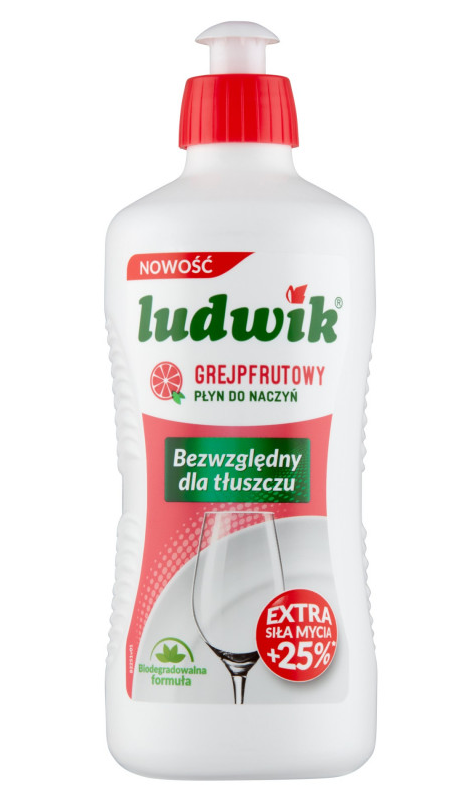 NOWOŚĆ
ludwik®
GREJPFRUTOWY
PŁYN DO NACZYŃ
Bezwzględny
dla tłuszczu
EXTRA
SIŁA MYCIA
+25%*
Biodegradowalna
formuła